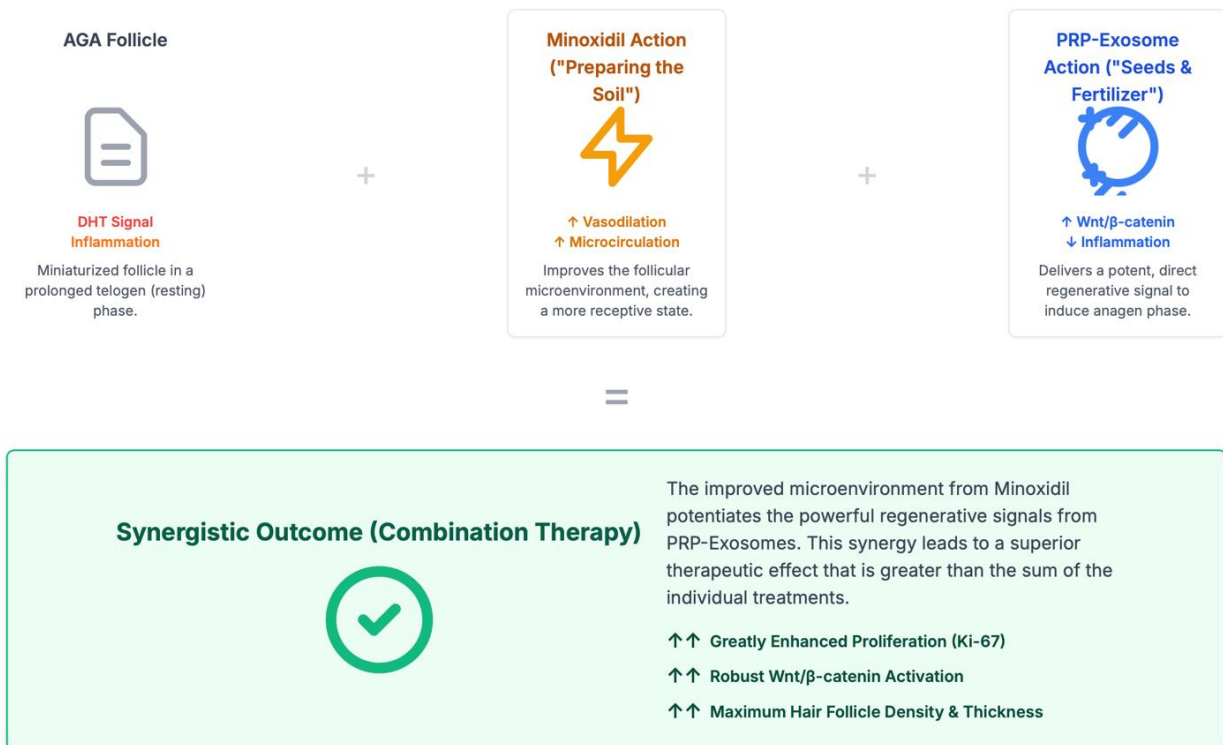 AGA Follicle
DHT Signal
Inflammation
Miniaturized follicle in a
prolonged telogen (resting)
phase.
+
Minoxidil Action
("Preparing the
Soil")
↑ Vasodilation
↑ Microcirculation
Improves the follicular
microenvironment, creating
a more receptive state.
+
PRP-Exosome
Action ("Seeds &
Fertilizer")
↑ Wnt/β-catenin
↓ Inflammation
Delivers a potent, direct
regenerative signal to
induce anagen phase.
=
Synergistic Outcome (Combination Therapy)
The improved microenvironment from Minoxidil
potentiates the powerful regenerative signals from
PRP-Exosomes. This synergy leads to a superior
therapeutic effect that is greater than the sum of the
individual treatments.
↑↑ Greatly Enhanced Proliferation (Ki-67)
↑↑ Robust Wnt/β-catenin Activation
↑↑ Maximum Hair Follicle Density & Thickness